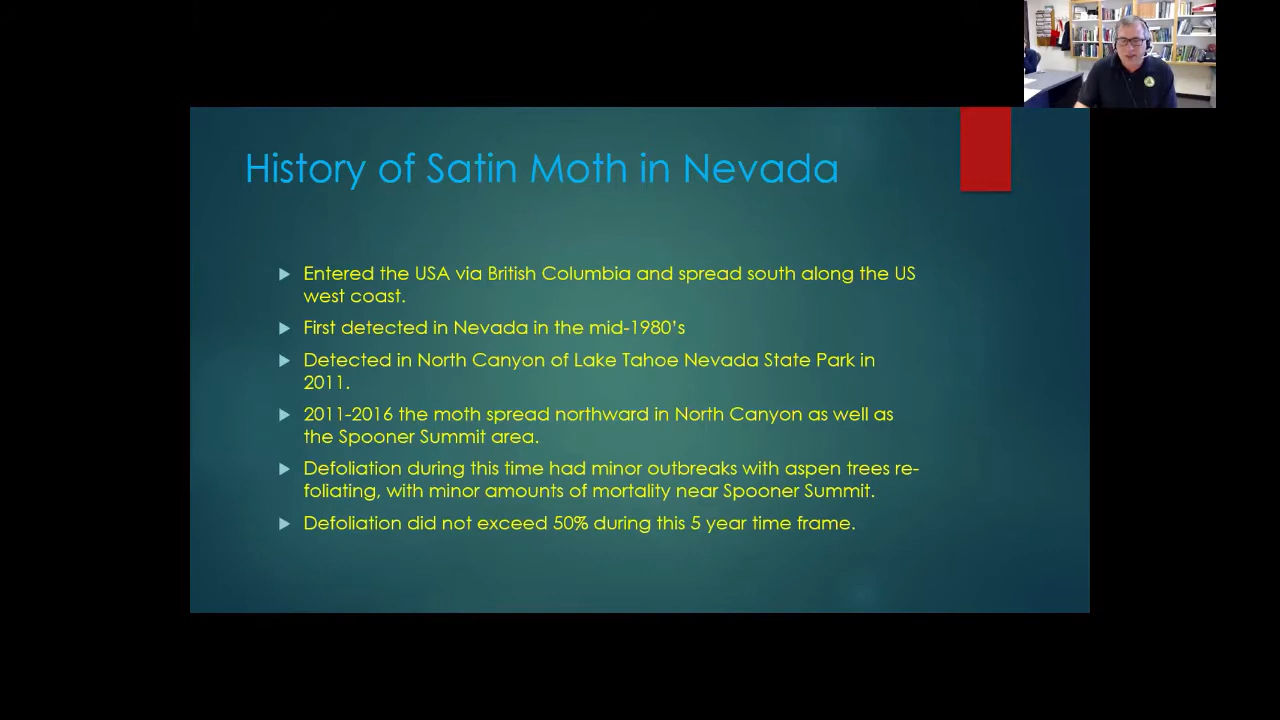 History of Satin Moth in Nevada
Entered the USA via British Columbia and spread south along the US
west coast.
First detected in Nevada in the mid-1980's
Detected in North Canyon of Lake Tahoe Nevada State Park in
2011.
2011-2016 the moth spread northward in North Canyon as well as
the Spooner Summit area.
Defoliation during this time had minor outbreaks with aspen trees re-
foliating, with minor amounts of mortality near Spooner Summit.
Defoliation did not exceed 50% during this 5 year time frame.